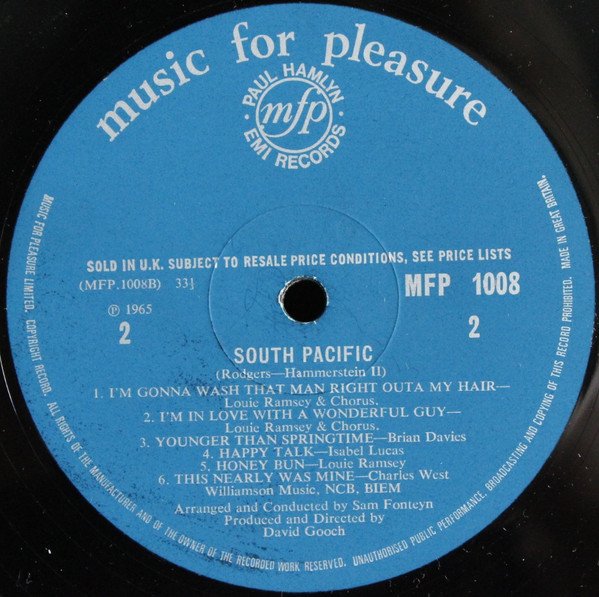 music for pleasure
· PAUL HAMLYN ·
mfp
EMI RECORDS
SOLD IN U.K. SUBJECT TO RESALE PRICE CONDITIONS, SEE PRICE LISTS
(MFP.1008B) 33⅓
MFP 1008
℗ 1965
2
2
SOUTH PACIFIC
(Rodgers—Hammerstein II)
1. I'M GONNA WASH THAT MAN RIGHT OUTA MY HAIR—
Louie Ramsey & Chorus.
2. I'M IN LOVE WITH A WONDERFUL GUY—
Louie Ramsey & Chorus.
3. YOUNGER THAN SPRINGTIME—Brian Davies
4. HAPPY TALK—Isabel Lucas
5. HONEY BUN—Louie Ramsey
6. THIS NEARLY WAS MINE—Charles West
Williamson Music, NCB, BIEM
Arranged and Conducted by Sam Fonteyn
Produced and Directed by
David Gooch
MUSIC FOR PLEASURE LIMITED. COPYRIGHT RECORD. ALL RIGHTS OF THE MANUFACTURER AND OF THE OWNER OF THE RECORDED WORK RESERVED. UNAUTHORISED PUBLIC PERFORMANCE, BROADCASTING AND COPYING OF THIS RECORD PROHIBITED. MADE IN GREAT BRITAIN.